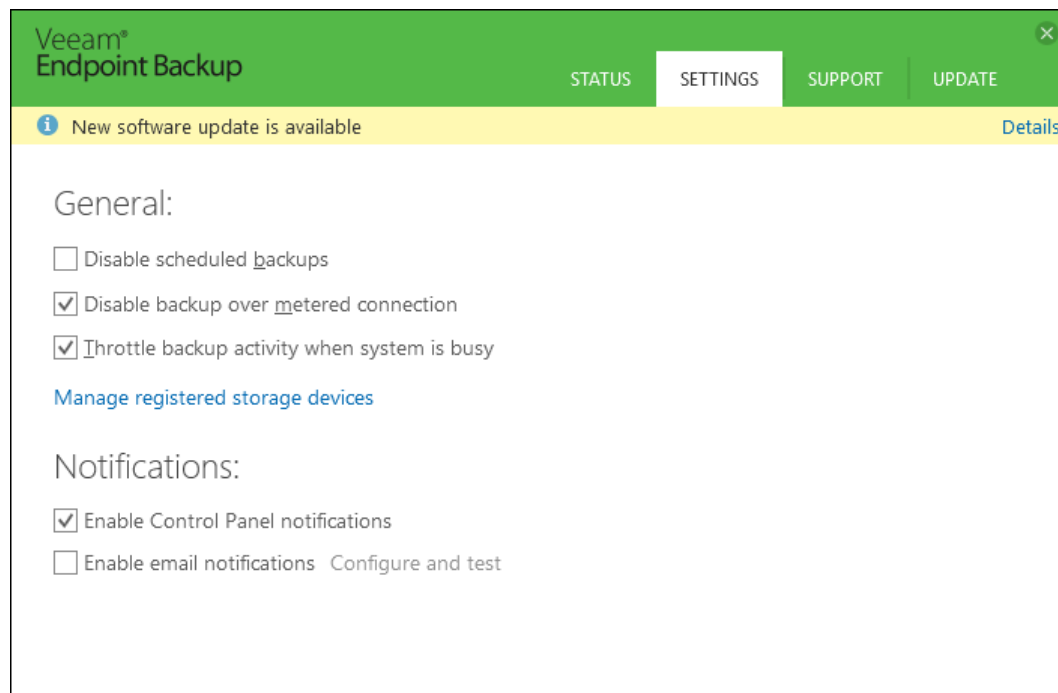 Veeam®
Endpoint Backup
STATUS SETTINGS SUPPORT UPDATE
New software update is available Details
General:
Disable scheduled backups
Disable backup over metered connection
Throttle backup activity when system is busy
Manage registered storage devices
Notifications:
Enable Control Panel notifications
Enable email notifications Configure and test